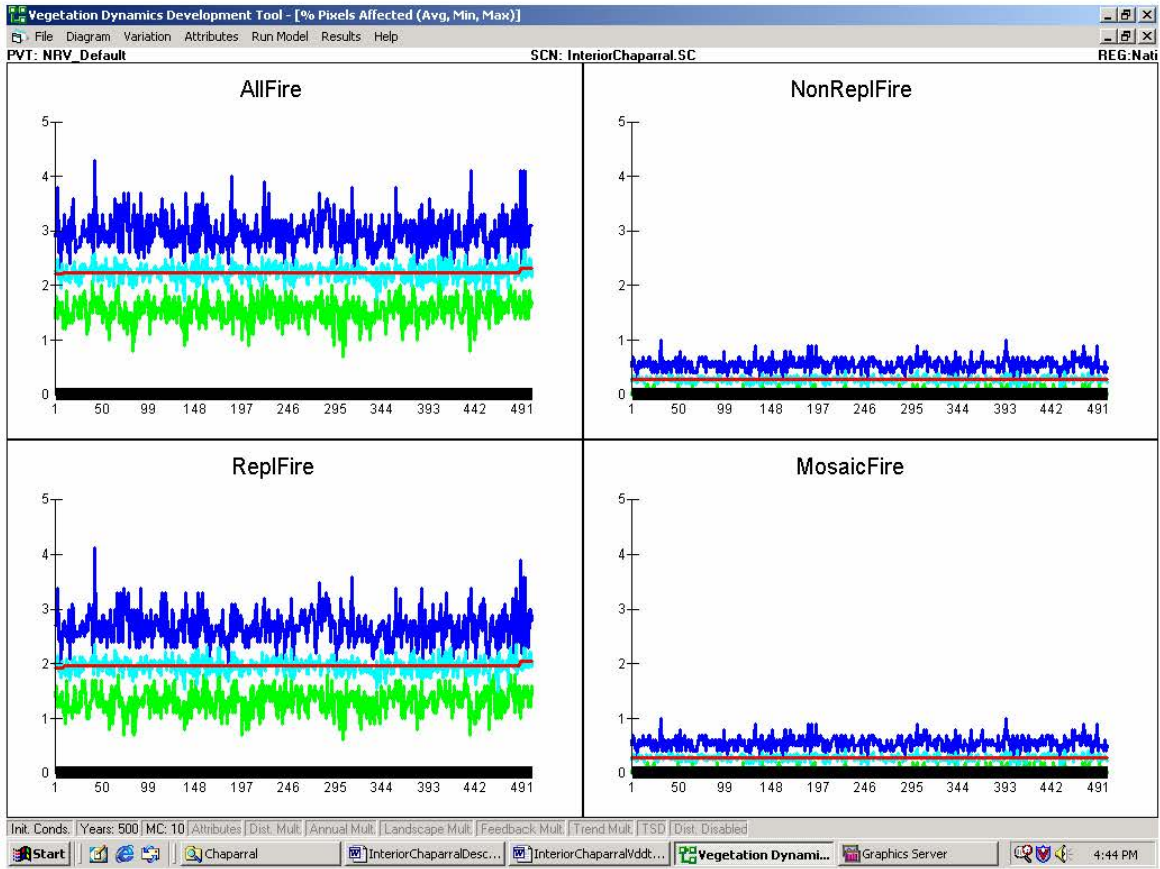 Vegetation Dynamics Development Tool - [% Pixels Affected (Avg, Min, Max)]
File Diagram Variation Attributes Run Model Results Help
PVT: NRV_Default SCN: InteriorChaparral.SC REG:Nati
AllFire
5
4
3
2
1
0
1 50 99 148 197 246 295 344 393 442 491
NonReplFire
5
4
3
2
1
0
1 50 99 148 197 246 295 344 393 442 491
ReplFire
5
4
3
2
1
0
1 50 99 148 197 246 295 344 393 442 491
MosaicFire
5
4
3
2
1
0
1 50 99 148 197 246 295 344 393 442 491
Init. Conds. Years: 500 MC: 10 Attributes Dist. Mult. Annual Mult. Landscape Mult. Feedback Mult. Trend Mult. TSD Dist. Disabled
Start Chaparral InteriorChaparralDesc... InteriorChaparralVddt... Vegetation Dynami... Graphics Server 4:44 PM